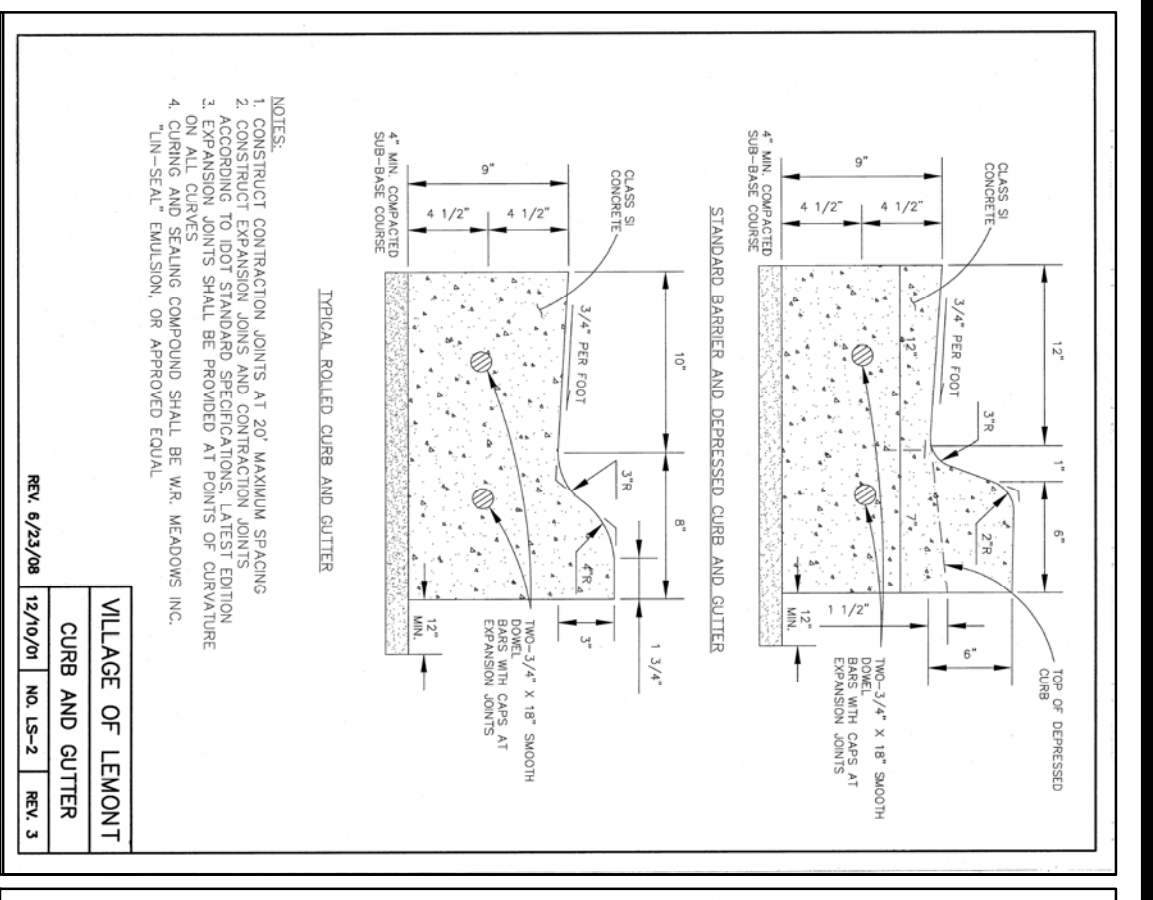 TOP OF DEPRESSED
CURB
12"
1"
6"
CLASS SI
CONCRETE
3/4" PER FOOT
3"R
2"R
6"
9"
4 1/2"
4 1/2"
12"
7"
1 1/2"
12"
MIN.
4" MIN. COMPACTED
SUB-BASE COURSE
TWO-3/4" X 18" SMOOTH
DOWEL
BARS WITH CAPS AT
EXPANSION JOINTS
STANDARD BARRIER AND DEPRESSED CURB AND GUTTER
10"
8"
1 3/4"
CLASS SI
CONCRETE
3/4" PER FOOT
3"R
4"R
3"
9"
4 1/2"
4 1/2"
12"
MIN.
4" MIN. COMPACTED
SUB-BASE COURSE
TWO-3/4" X 18" SMOOTH
DOWEL
BARS WITH CAPS AT
EXPANSION JOINTS
TYPICAL ROLLED CURB AND GUTTER
NOTES:
1. CONSTRUCT CONTRACTION JOINTS AT 20' MAXIMUM SPACING
2. CONSTRUCT EXPANSION JOINS AND CONTRACTION JOINTS
ACCORDING TO IDOT STANDARD SPECIFICATIONS, LATEST EDITION
3. EXPANSION JOINTS SHALL BE PROVIDED AT POINTS OF CURVATURE
ON ALL CURVES
4. CURING AND SEALING COMPOUND SHALL BE W.R. MEADOWS INC.
"LIN-SEAL" EMULSION, OR APPROVED EQUAL
VILLAGE OF LEMONT
CURB AND GUTTER
REV. 6/23/08 12/10/01 NO. LS-2 REV. 3